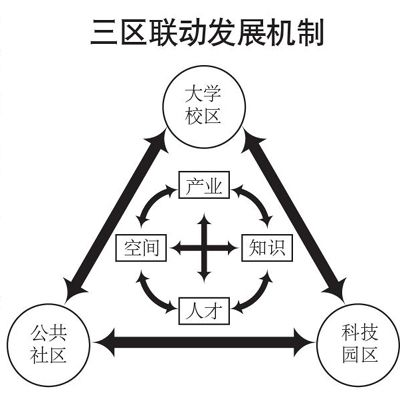 三区联动发展机制
大学
校区
产业
空间
知识
人才
公共
社区
科技
园区